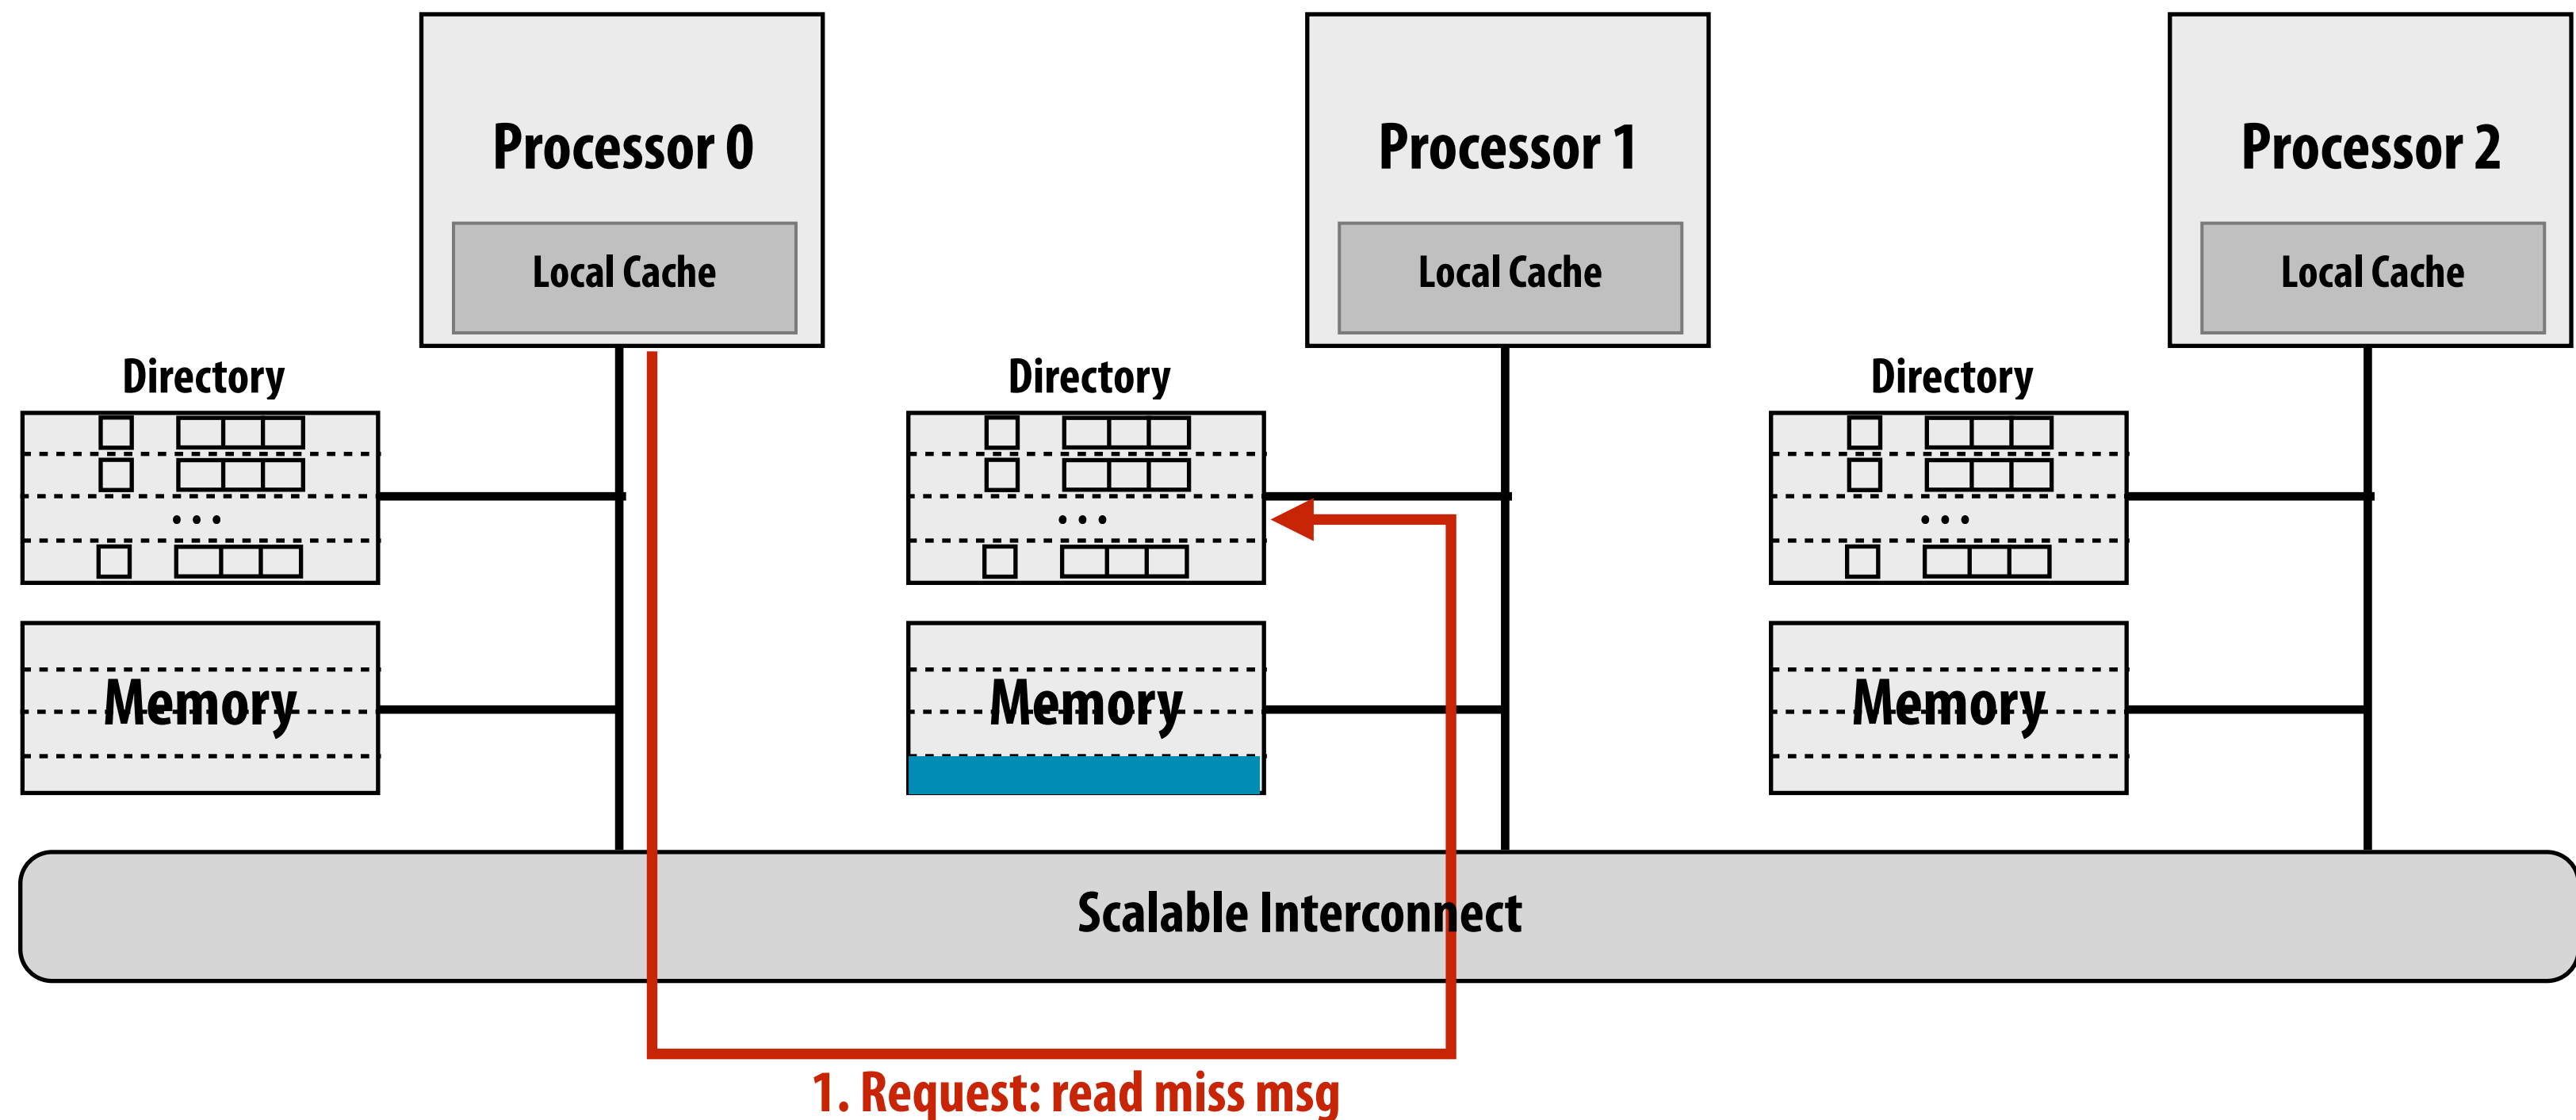 Processor 0
Processor 1
Processor 2
Local Cache
Local Cache
Local Cache
Directory
Directory
Directory
• • •
• • •
• • •
Memory
Memory
Memory
Scalable Interconnect
1. Request: read miss msg